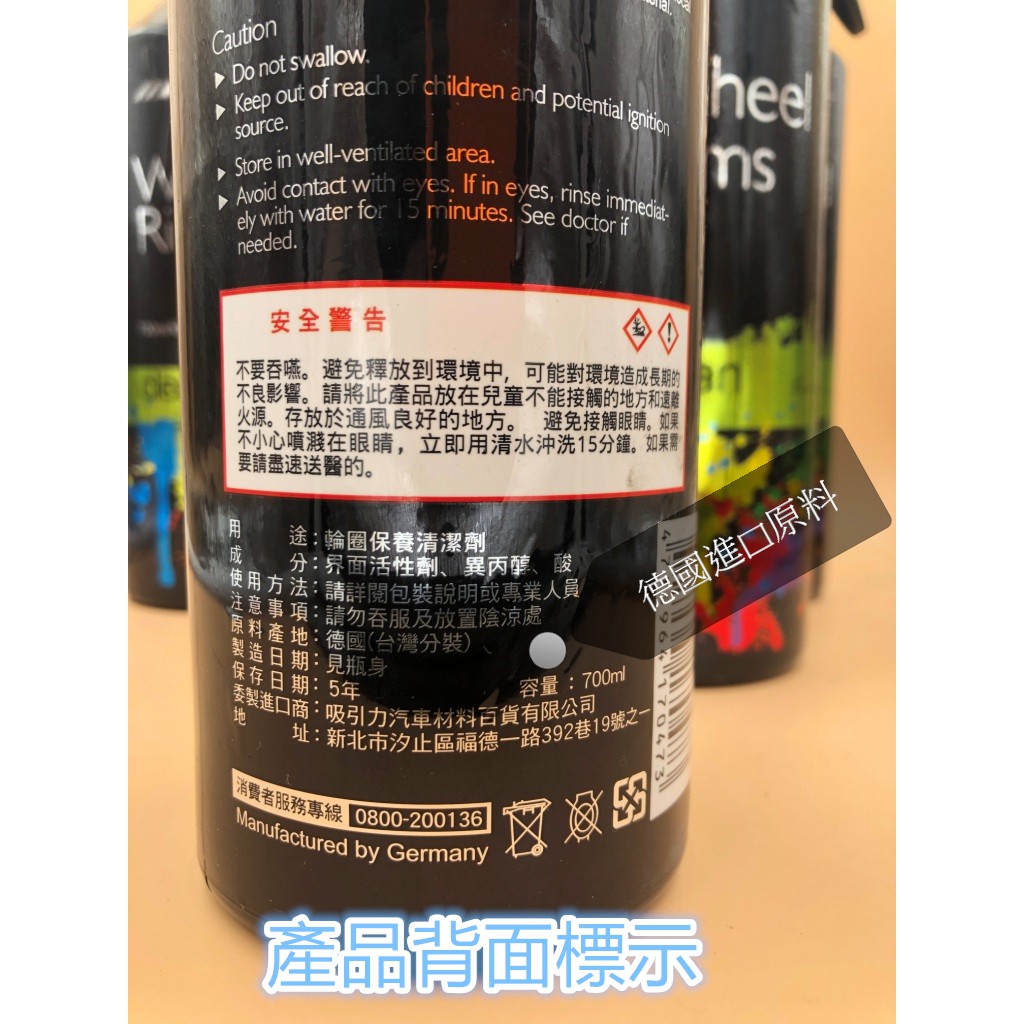 Caution
▶ Do not swallow.
▶ Keep out of reach of children and potential ignition
source.
▶ Store in well-ventilated area.
▶ Avoid contact with eyes. If in eyes, rinse immediat-
ely with water for 15 minutes. See doctor if
needed.
安全警告
不要吞嚥。避免釋放到環境中，可能對環境造成長期的
不良影響。請將此產品放在兒童不能接觸的地方和遠離
火源。存放於通風良好的地方。 避免接觸眼睛。如果
不小心噴濺在眼睛，立即用清水沖洗15分鐘。如果需
要請盡速送醫的。
用途：輪圈保養清潔劑
成分：界面活性劑、異丙醇、酸
使用方法：請詳閱包裝說明或專業人員
注意事項：請勿吞服及放置陰涼處
原料產地：德國(台灣分裝)
製造日期：見瓶身
保存日期：5年
容量：700ml
委製進口商：吸引力汽車材料百貨有限公司
地址：新北市汐止區福德一路392巷19號之一
消費者服務專線 0800-200136
Manufactured by Germany
德國進口原料
heel
ms
an
產品背面標示